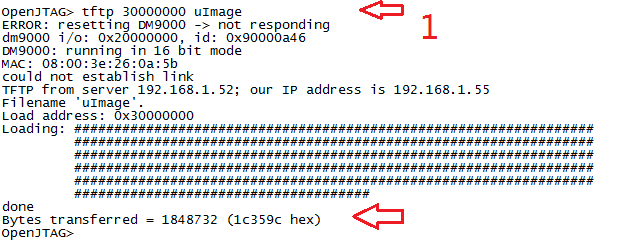 OpenJTAG> tftp 30000000 uImage
1
ERROR: resetting DM9000 -> not responding
dm9000 i/o: 0x20000000, id: 0x90000a46
DM9000: running in 16 bit mode
MAC: 08:00:3e:26:0a:5b
could not establish link
TFTP from server 192.168.1.52; our IP address is 192.168.1.55
Filename 'uImage'.
Load address: 0x30000000
Loading: #################################################################
#################################################################
#################################################################
#################################################################
#################################################################
#####################################
done
Bytes transferred = 1848732 (1c359c hex)
OpenJTAG>